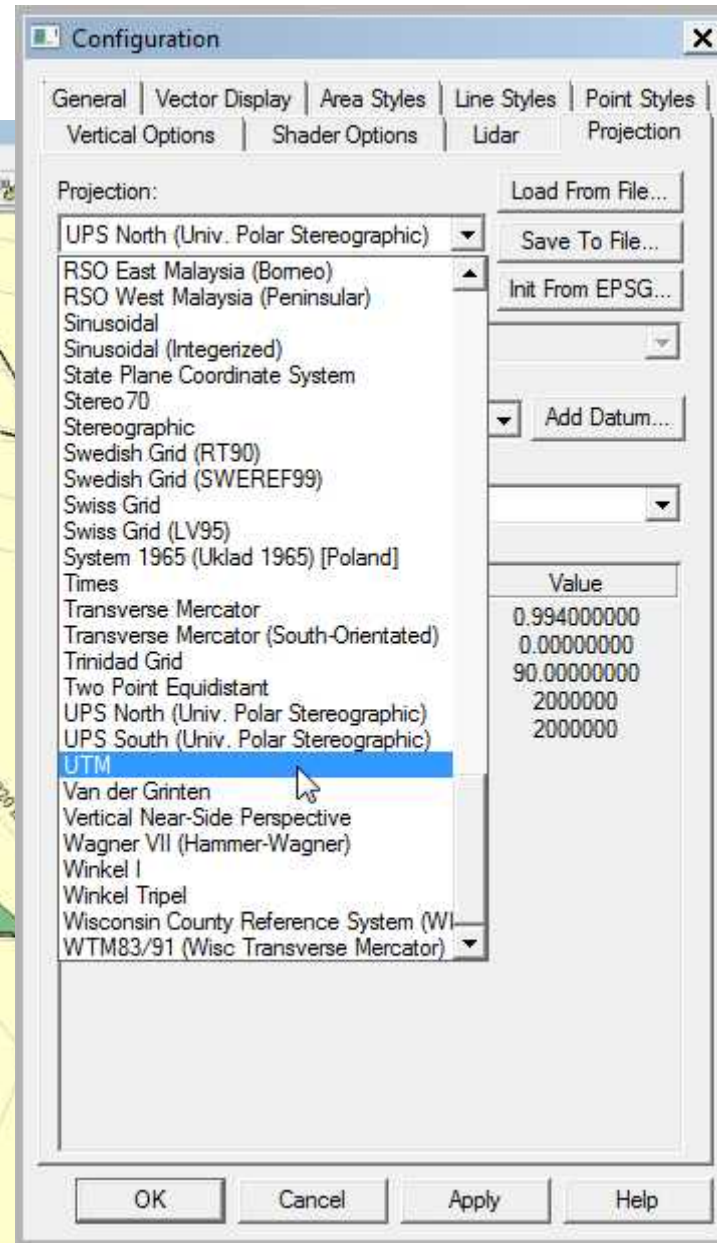 Configuration
General Vector Display Area Styles Line Styles Point Styles
Vertical Options Shader Options Lidar Projection
Projection:
Load From File...
UPS North (Univ. Polar Stereographic)
Save To File...
RSO East Malaysia (Borneo)
Init From EPSG...
RSO West Malaysia (Peninsular)
Sinusoidal
Sinusoidal (Integerized)
State Plane Coordinate System
Stereo70
Add Datum...
Stereographic
Swedish Grid (RT90)
Swedish Grid (SWEREF99)
Swiss Grid
Swiss Grid (LV95)
System 1965 (Uklad 1965) [Poland]
Times
Value
Transverse Mercator
0.994000000
Transverse Mercator (South-Orientated)
0.00000000
Trinidad Grid
90.00000000
Two Point Equidistant
2000000
UPS North (Univ. Polar Stereographic)
2000000
UPS South (Univ. Polar Stereographic)
UTM
Van der Grinten
Vertical Near-Side Perspective
Wagner VII (Hammer-Wagner)
Winkel I
Winkel Tripel
Wisconsin County Reference System (WI
WTM83/91 (Wisc Transverse Mercator)
OK Cancel Apply Help